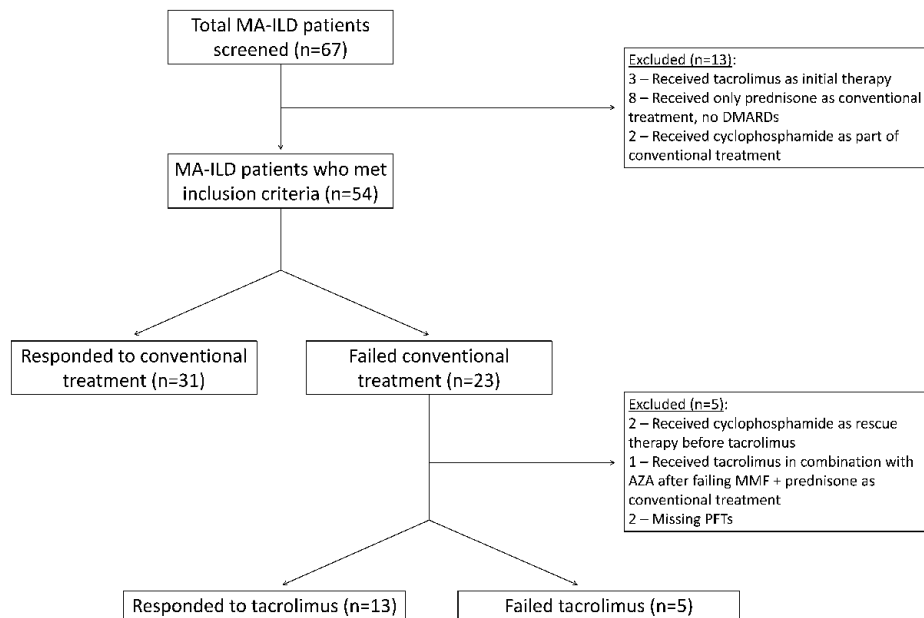 Total MA-ILD patients
screened (n=67)
Excluded (n=13):
3 – Received tacrolimus as initial therapy
8 – Received only prednisone as conventional
treatment, no DMARDs
2 – Received cyclophosphamide as part of
conventional treatment
MA-ILD patients who met
inclusion criteria (n=54)
Responded to conventional
treatment (n=31)
Failed conventional
treatment (n=23)
Excluded (n=5):
2 – Received cyclophosphamide as rescue
therapy before tacrolimus
1 – Received tacrolimus in combination with
AZA after failing MMF + prednisone as
conventional treatment
2 – Missing PFTs
Responded to tacrolimus (n=13)
Failed tacrolimus (n=5)